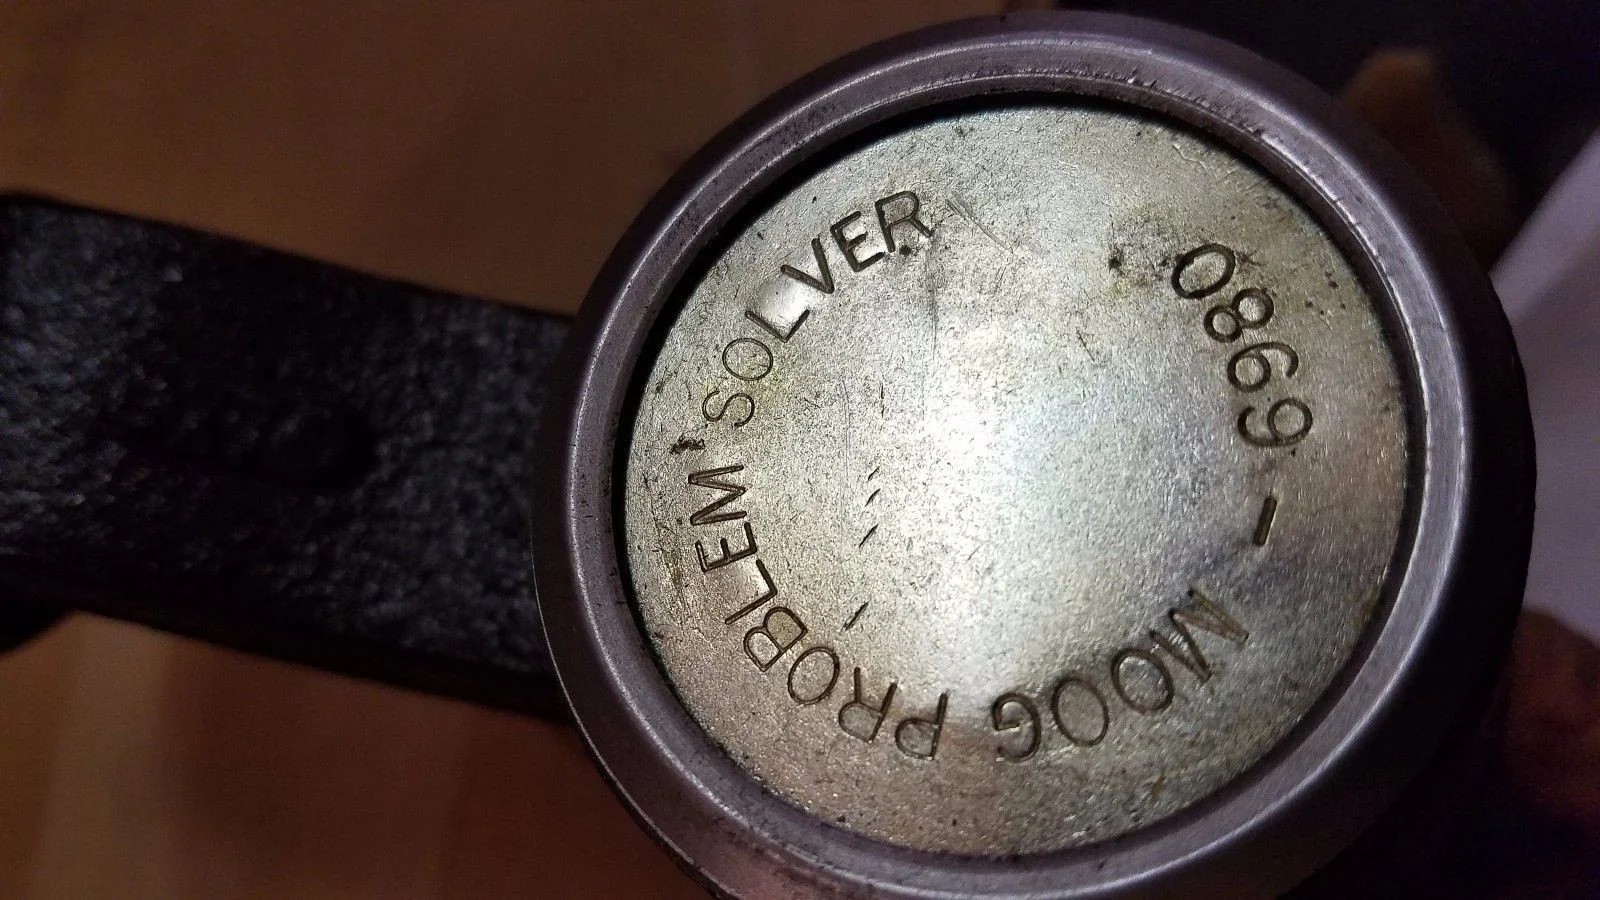 0869 - MOOG PROBLEM SOLVER